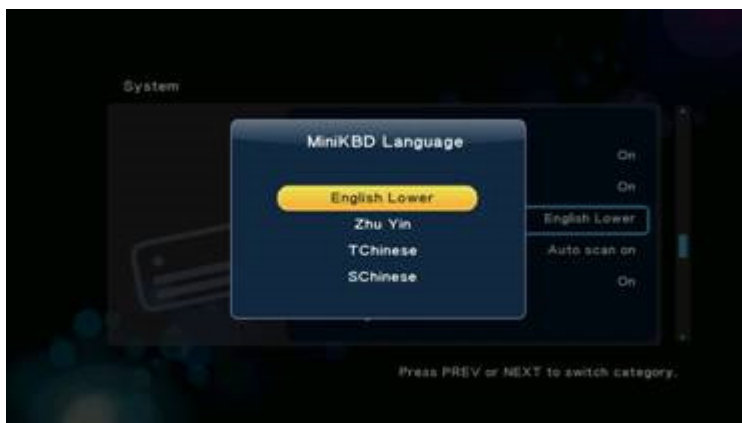 System
MiniKBD Language
On
On
English Lower
English Lower
Zhu Yin
TChinese
Auto scan on
SChinese
On
Press PREV or NEXT to switch category.